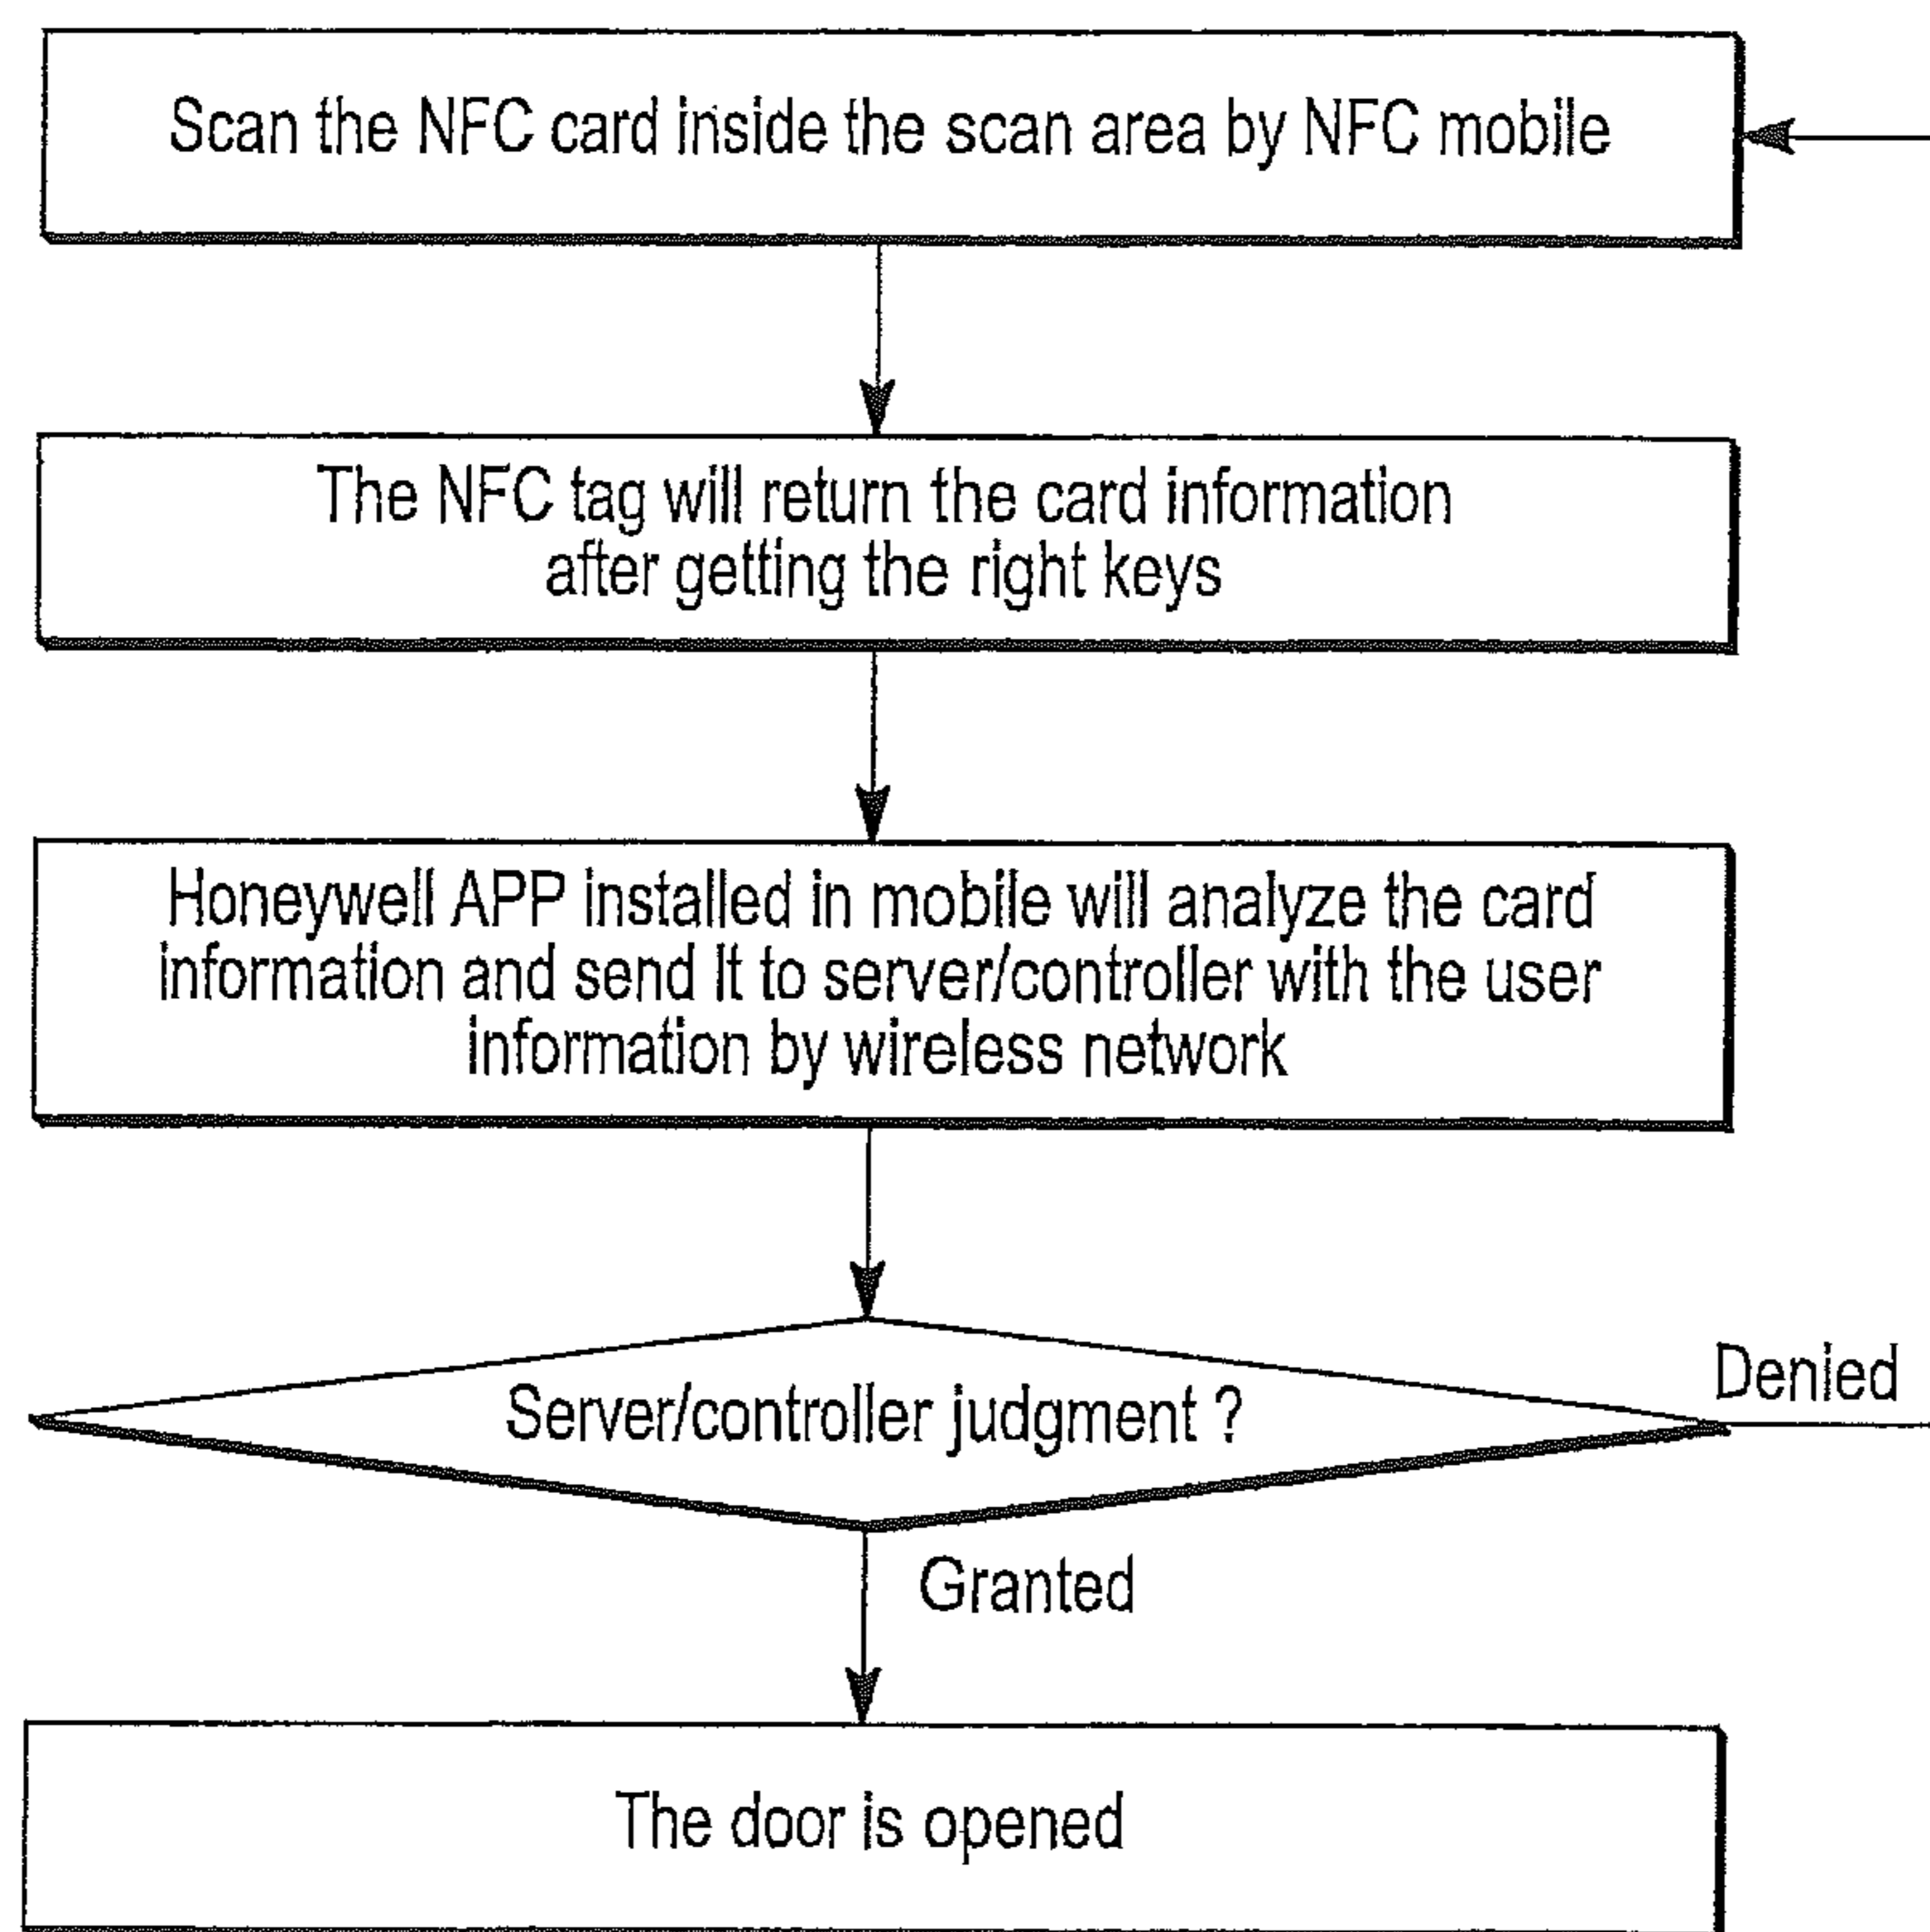 Scan the NFC card inside the scan area by NFC mobile
The NFC tag will return the card information
after getting the right keys
Honeywell APP installed in mobile will analyze the card
information and send It to server/controller with the user
information by wireless network
Server/controller judgment ?
Denied
Granted
The door is opened